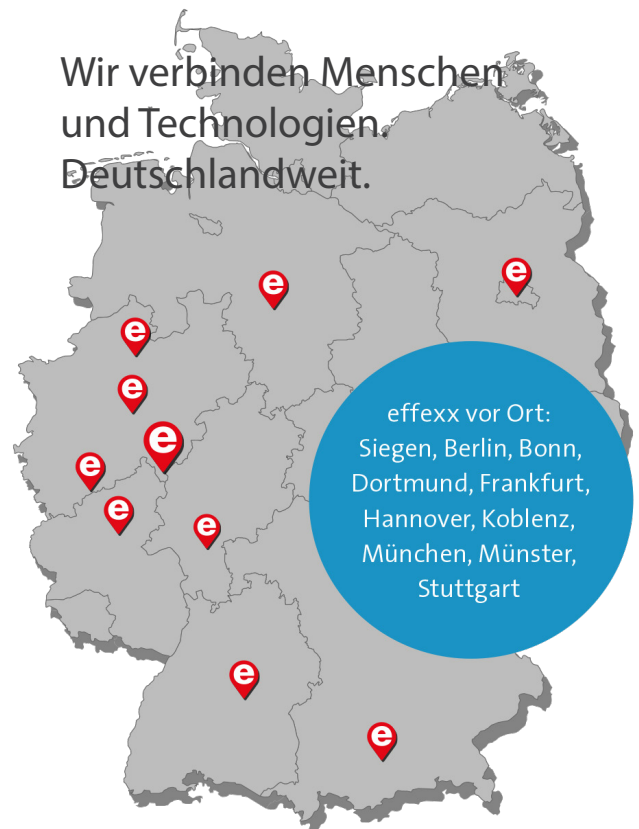 Wir verbinden Menschen
und Technologien.
Deutschlandweit.
e
e
e
e
e
e
e
e
e
e
effexx vor Ort:
Siegen, Berlin, Bonn,
Dortmund, Frankfurt,
Hannover, Koblenz,
München, Münster,
Stuttgart